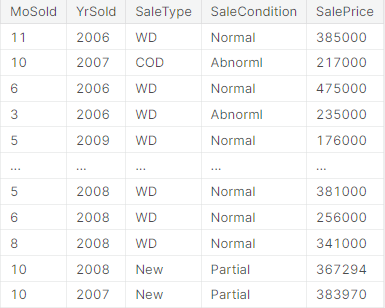 MoSold YrSold SaleType SaleCondition SalePrice
11 2006 WD Normal 385000
10 2007 COD Abnorml 217000
6 2006 WD Normal 475000
3 2006 WD Abnorml 235000
5 2009 WD Normal 176000
... ... ... ... ...
5 2008 WD Normal 381000
6 2008 WD Normal 256000
8 2008 WD Normal 341000
10 2008 New Partial 367294
10 2007 New Partial 383970